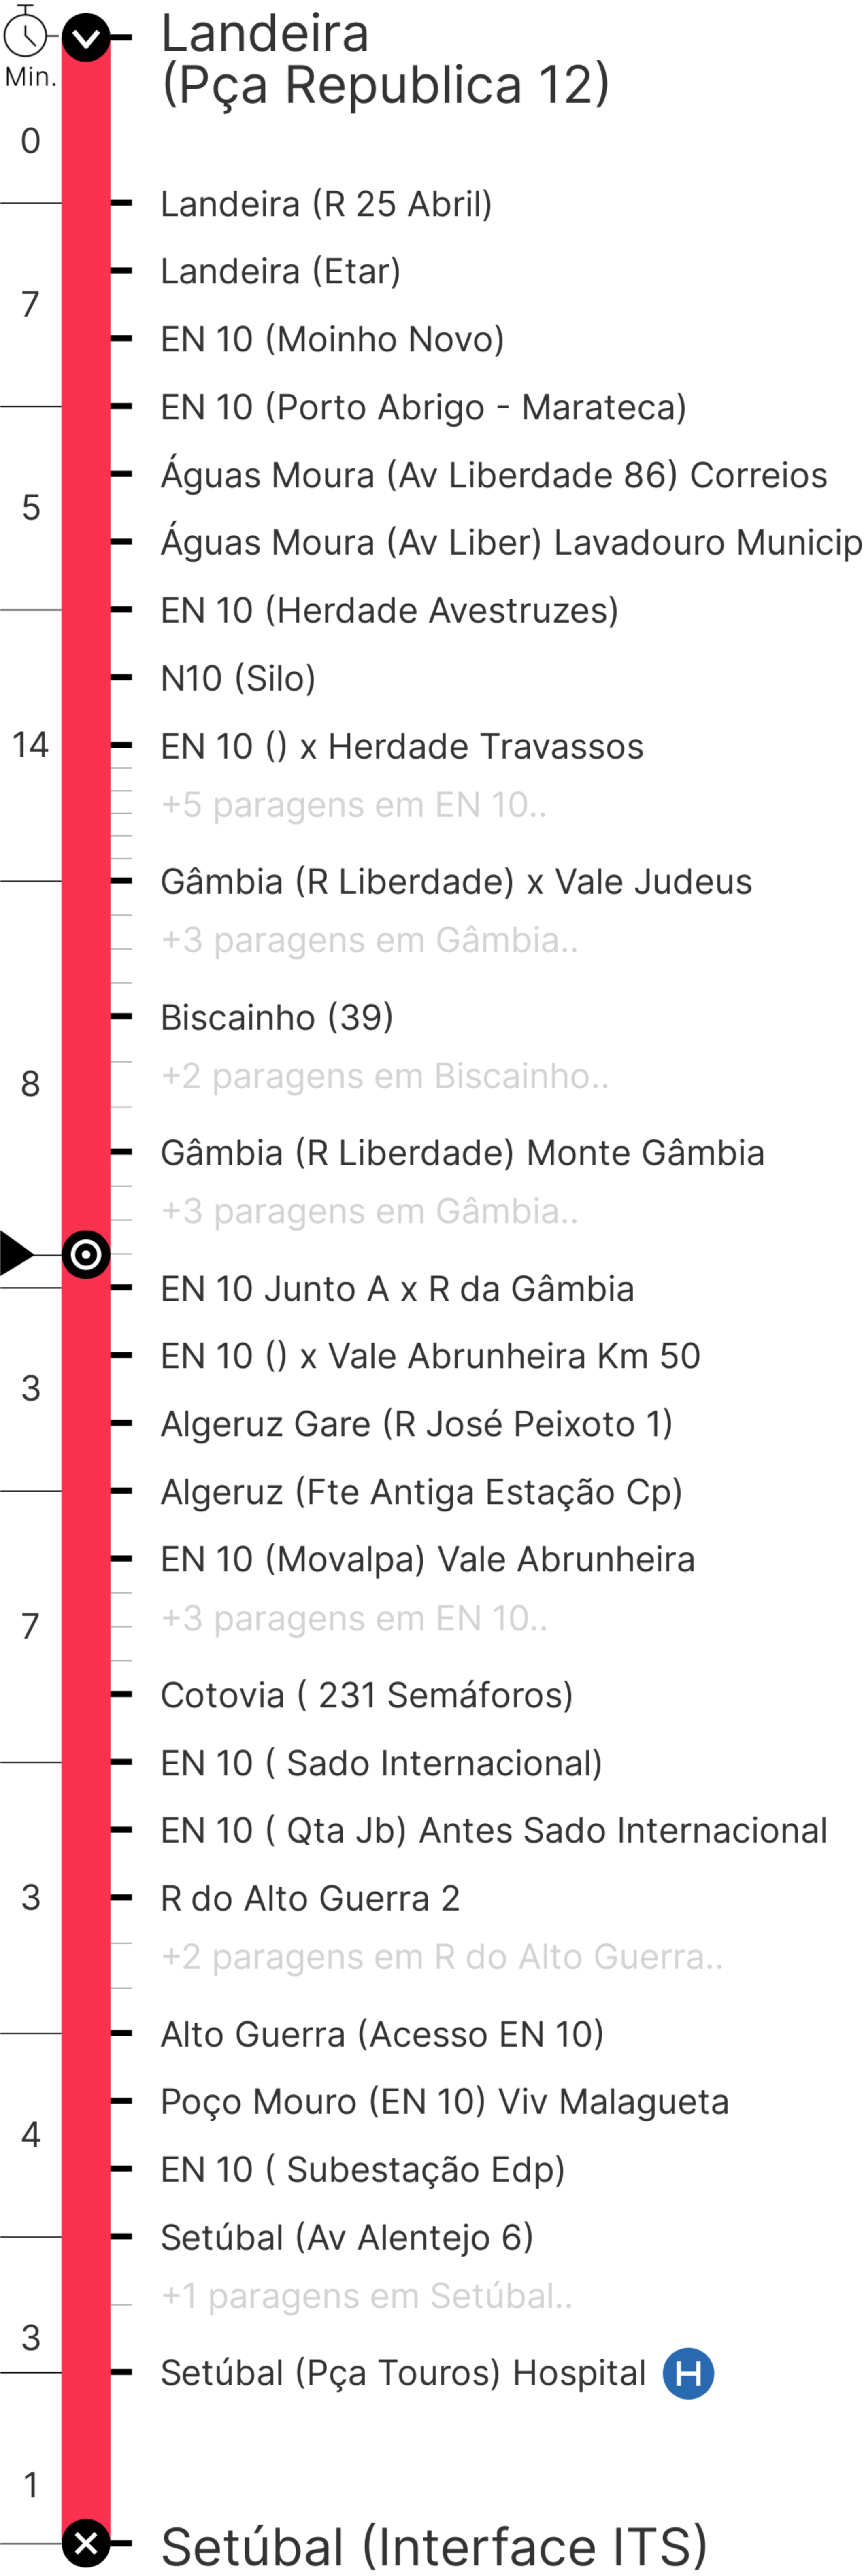 Landeira
(Pça Republica 12)
Min.
0
Landeira (R 25 Abril)
Landeira (Etar)
7
EN 10 (Moinho Novo)
EN 10 (Porto Abrigo - Marateca)
Águas Moura (Av Liberdade 86) Correios
5
Águas Moura (Av Liber) Lavadouro Municip
EN 10 (Herdade Avestruzes)
N10 (Silo)
14
EN 10 () x Herdade Travassos
+5 paragens em EN 10..
Gâmbia (R Liberdade) x Vale Judeus
+3 paragens em Gâmbia..
Biscainho (39)
+2 paragens em Biscainho..
8
Gâmbia (R Liberdade) Monte Gâmbia
+3 paragens em Gâmbia..
EN 10 Junto A x R da Gâmbia
EN 10 () x Vale Abrunheira Km 50
3
Algeruz Gare (R José Peixoto 1)
Algeruz (Fte Antiga Estação Cp)
EN 10 (Movalpa) Vale Abrunheira
+3 paragens em EN 10..
7
Cotovia ( 231 Semáforos)
EN 10 ( Sado Internacional)
EN 10 ( Qta Jb) Antes Sado Internacional
3
R do Alto Guerra 2
+2 paragens em R do Alto Guerra..
Alto Guerra (Acesso EN 10)
Poço Mouro (EN 10) Viv Malagueta
4
EN 10 ( Subestação Edp)
Setúbal (Av Alentejo 6)
+1 paragens em Setúbal..
3
Setúbal (Pça Touros) Hospital H
1
Setúbal (Interface ITS)